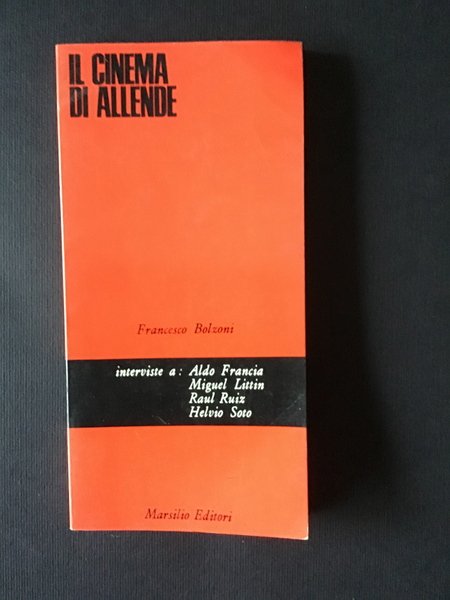 IL CINEMA
DI ALLENDE
Francesco Bolzoni
interviste a: Aldo Francia
Miguel Littin
Raul Ruiz
Helvio Soto
Marsilio Editori